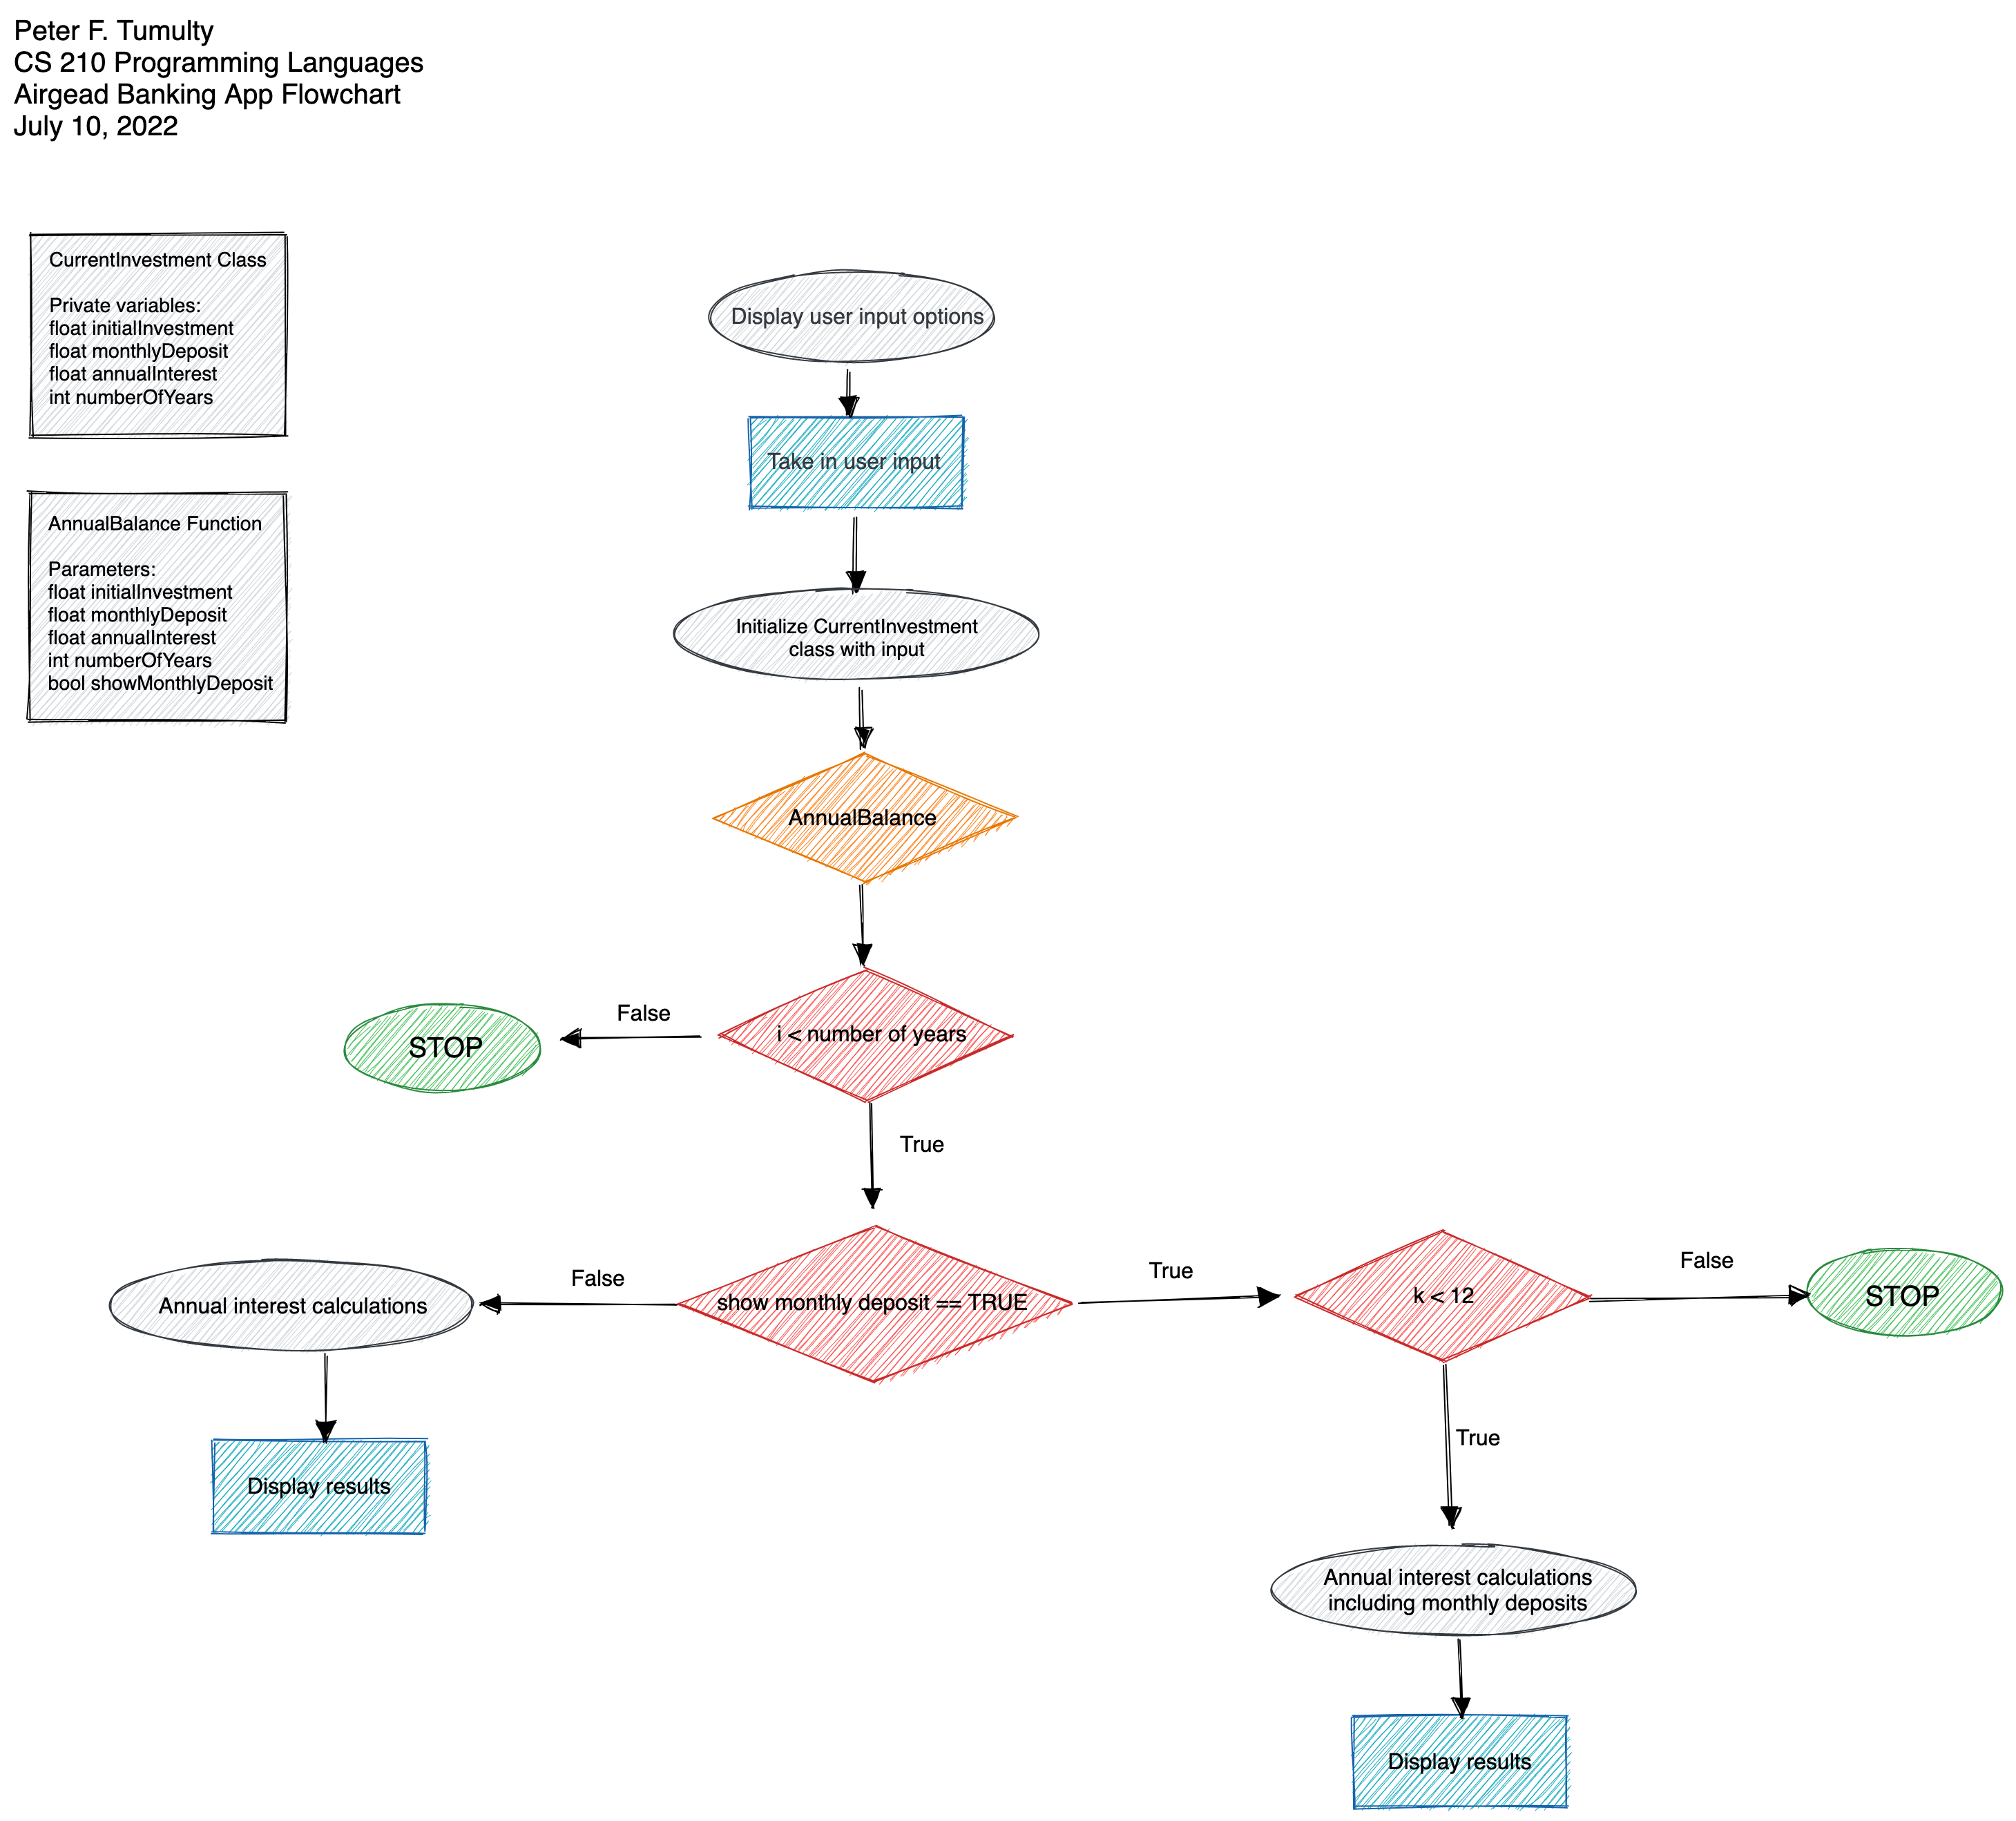 Peter F. Tumulty
CS 210 Programming Languages
Airgead Banking App Flowchart
July 10, 2022
CurrentInvestment Class
Private variables:
float initialInvestment
float monthlyDeposit
float annualInterest
int numberOfYears
AnnualBalance Function
Parameters:
float initialInvestment
float monthlyDeposit
float annualInterest
int numberOfYears
bool showMonthlyDeposit
Display user input options
Take in user input
Initialize CurrentInvestment
class with input
AnnualBalance
i < number of years
False
STOP
True
show monthly deposit == TRUE
False
Annual interest calculations
Display results
True
k < 12
False
STOP
True
Annual interest calculations
including monthly deposits
Display results